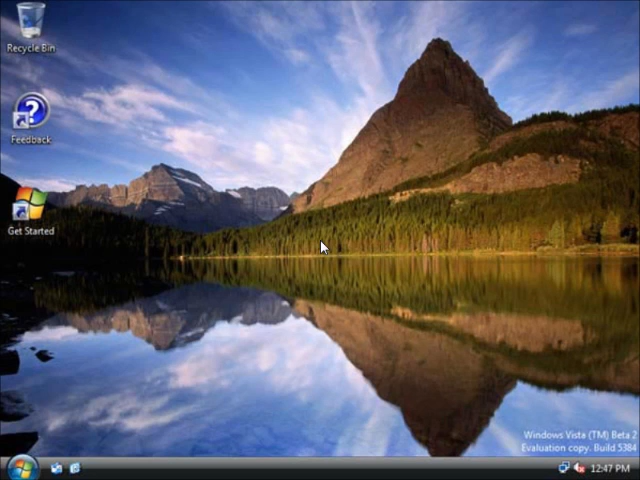 Recycle Bin
Feedback
Get Started
Windows Vista (TM) Beta 2
Evaluation copy. Build 5384
12:47 PM